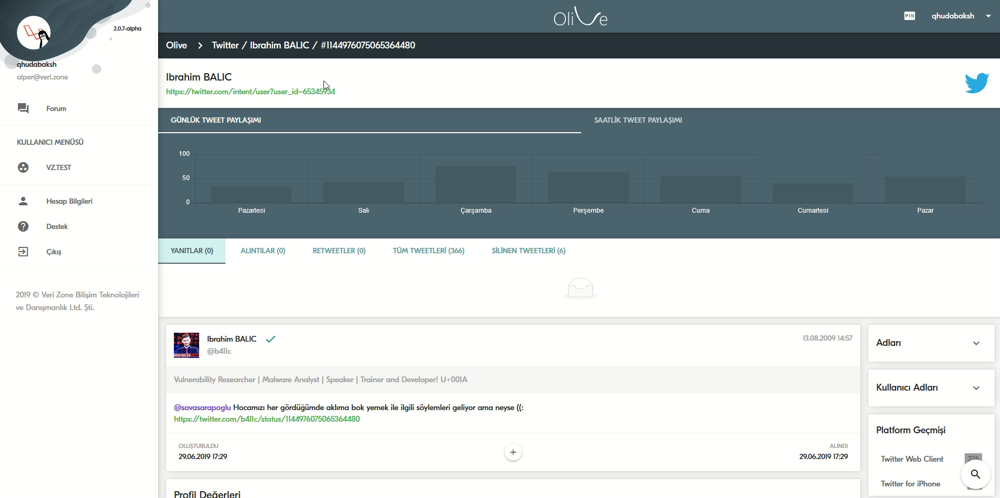 2.0.7-alpha
qhudabaksh
alper@veri.zone
Forum
KULLANICI MENÜSÜ
VZ.TEST
Hesap Bilgileri
Destek
Çıkış
2019 © Veri Zone Bilişim Teknolojileri
ve Danışmanlık Ltd. Şti.
Olive
PIN
qhudabaksh
Olive > Twitter / Ibrahim BALIC / #1144976075065364480
Ibrahim BALIC
https://twitter.com/intent/user?user_id=65345934
GÜNLÜK TWEET PAYLAŞIMI
SAATLİK TWEET PAYLAŞIMI
100
50
0
Pazartesi
Salı
Çarşamba
Perşembe
Cuma
Cumartesi
Pazar
YANITLAR (0)
ALINTILAR (0)
RETWEETLER (0)
TÜM TWEETLERİ (366)
SİLİNEN TWEETLERİ (6)
Ibrahim BALIC
@b4ll1c
13.08.2009 14:57
Vulnerability Researcher | Malware Analyst | Speaker | Trainer and Developer! U+001A
@savasarapoglu Hocamızı her gördüğümde aklıma bok yemek ile ilgili söylemleri geliyor ama neyse ((:
https://twitter.com/b4ll1c/status/1144976075065364480
OLUŞTURULDU
29.06.2019 17:29
+
ALINDI
29.06.2019 17:29
Profil Değerleri
Adları
Kullanıcı Adları
Platform Geçmişi
Twitter Web Client
276
Twitter for iPhone